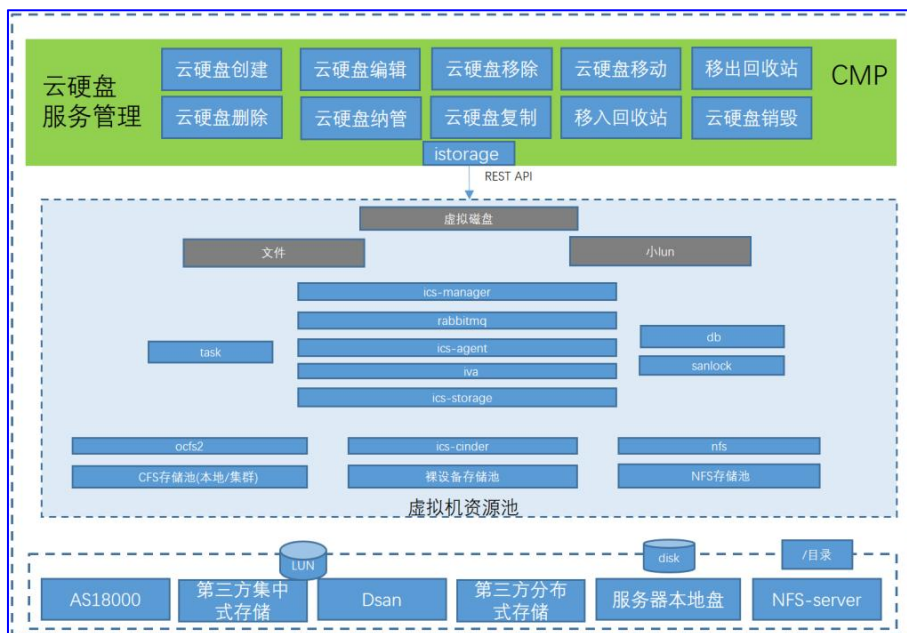 云硬盘
服务管理
云硬盘创建
云硬盘编辑
云硬盘移除
云硬盘移动
移出回收站
CMP
云硬盘删除
云硬盘纳管
云硬盘复制
移入回收站
云硬盘销毁
istorage
REST API
虚拟磁盘
文件
小lun
ics-manager
rabbitmq
db
task
ics-agent
sanlock
iva
ics-storage
ocfs2
ics-cinder
nfs
CFS存储池(本地/集群)
裸设备存储池
NFS存储池
虚拟机资源池
LUN
disk
/目录
AS18000
第三方集中
式存储
Dsan
第三方分布
式存储
服务器本地盘
NFS-server